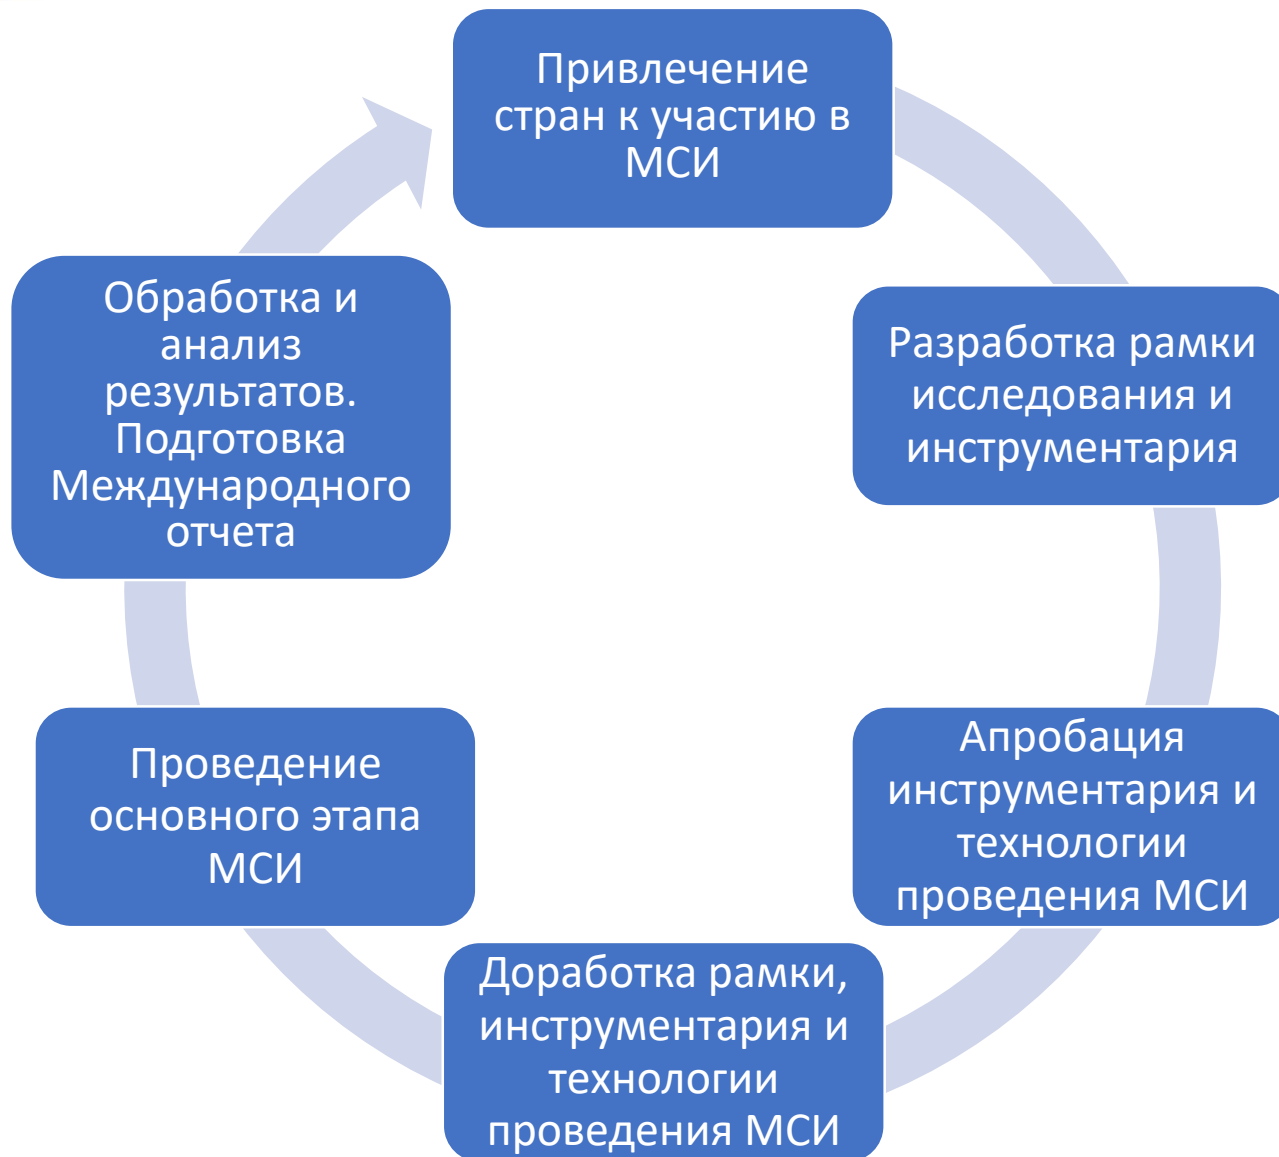 Привлечение
стран к участию в
МСИ
Разработка рамки
исследования и
инструментария
Апробация
инструментария и
технологии
проведения МСИ
Доработка рамки,
инструментария и
технологии
проведения МСИ
Проведение
основного этапа
МСИ
Обработка и
анализ
результатов.
Подготовка
Международного
отчета